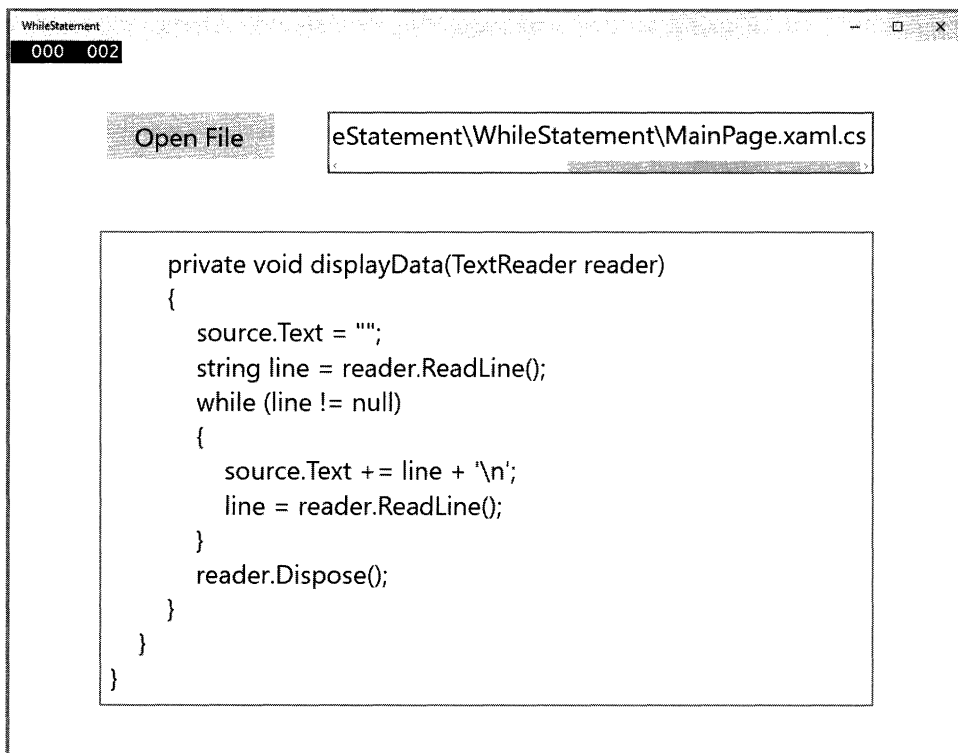 WhileStatement
000 002
Open File
eStatement\WhileStatement\MainPage.xaml.cs
private void displayData(TextReader reader)
{
source.Text = "";
string line = reader.ReadLine();
while (line != null)
{
source.Text += line + '\n';
line = reader.ReadLine();
}
reader.Dispose();
}
}
}